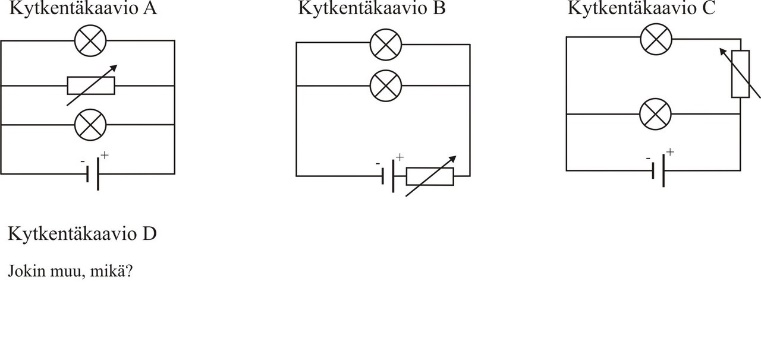 Kytkentäkaavio A
Kytkentäkaavio B
Kytkentäkaavio C
- +
- +
- +
Kytkentäkaavio D
Jokin muu, mikä?